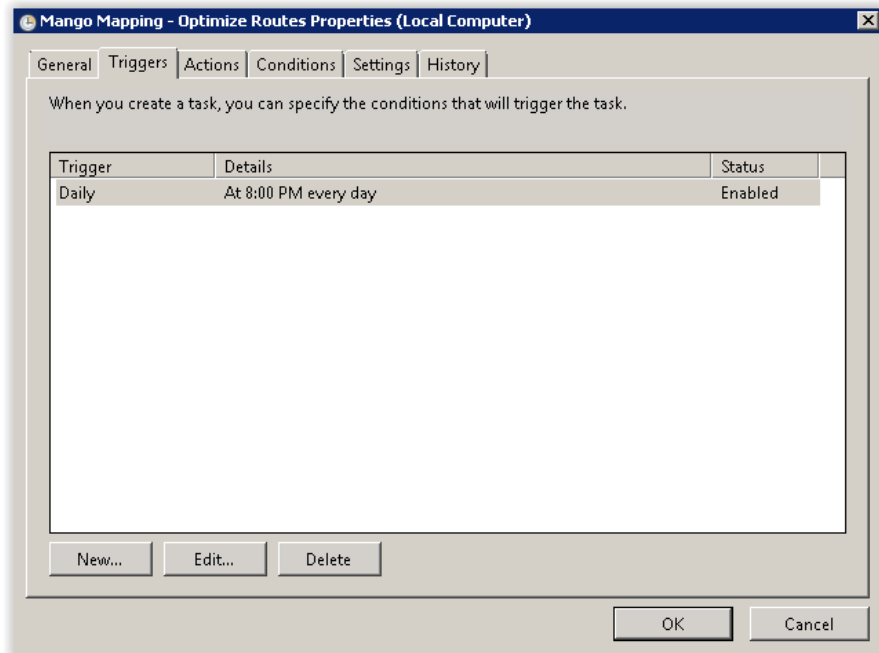 Mango Mapping - Optimize Routes Properties (Local Computer)
General Triggers Actions Conditions Settings History
When you create a task, you can specify the conditions that will trigger the task.
Trigger Details Status
Daily At 8:00 PM every day Enabled
New... Edit... Delete
OK Cancel